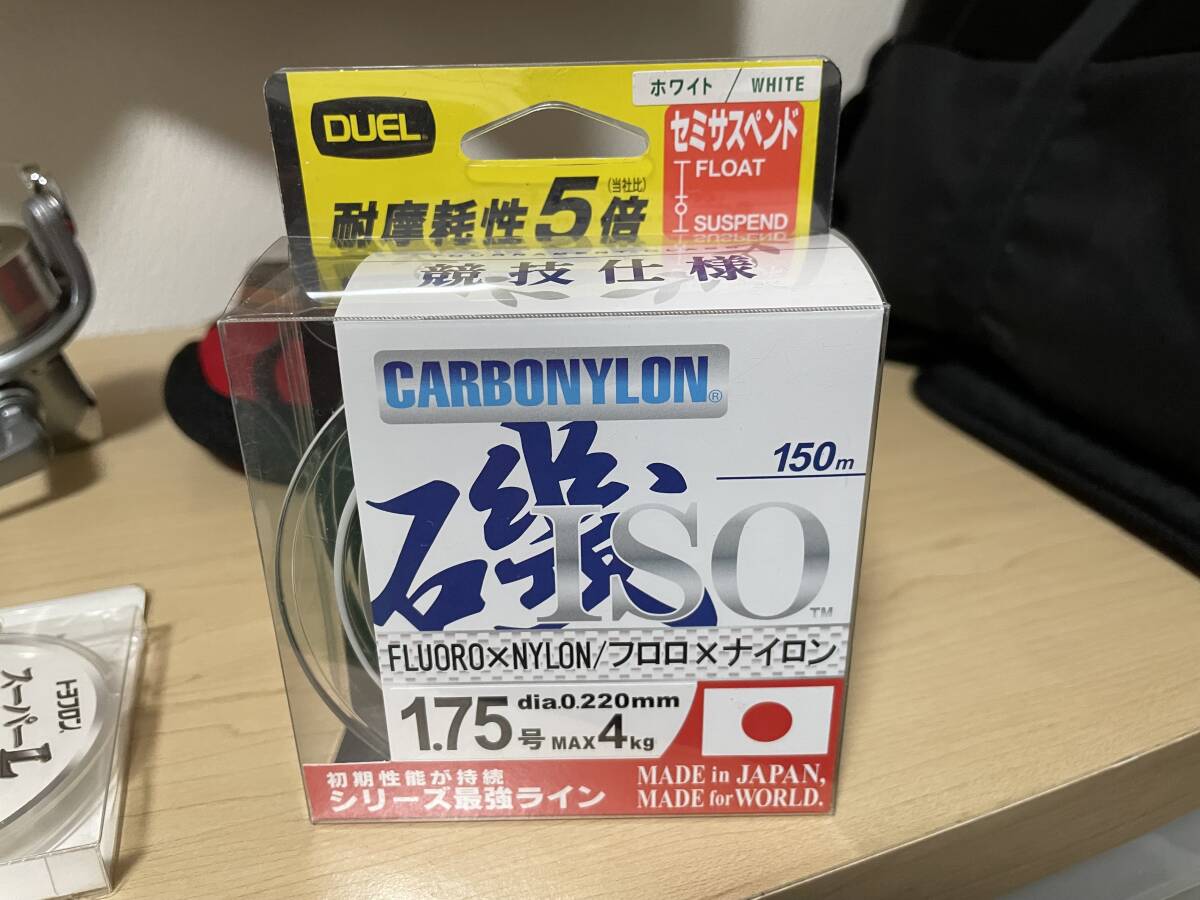 DUEL
ホワイト/WHITE
セミサスペンド
FLOAT
SUSPEND
(当社比)
耐摩耗性5倍
競技仕様
CARBONYLON®
150m
磯
ISO™
FLUORO×NYLON/フロロ×ナイロン
1.75号
dia.0.220mm
MAX4kg
初期性能が持続
シリーズ最強ライン
MADE in JAPAN,
MADE for WORLD.
トヨフロン
スーパーL